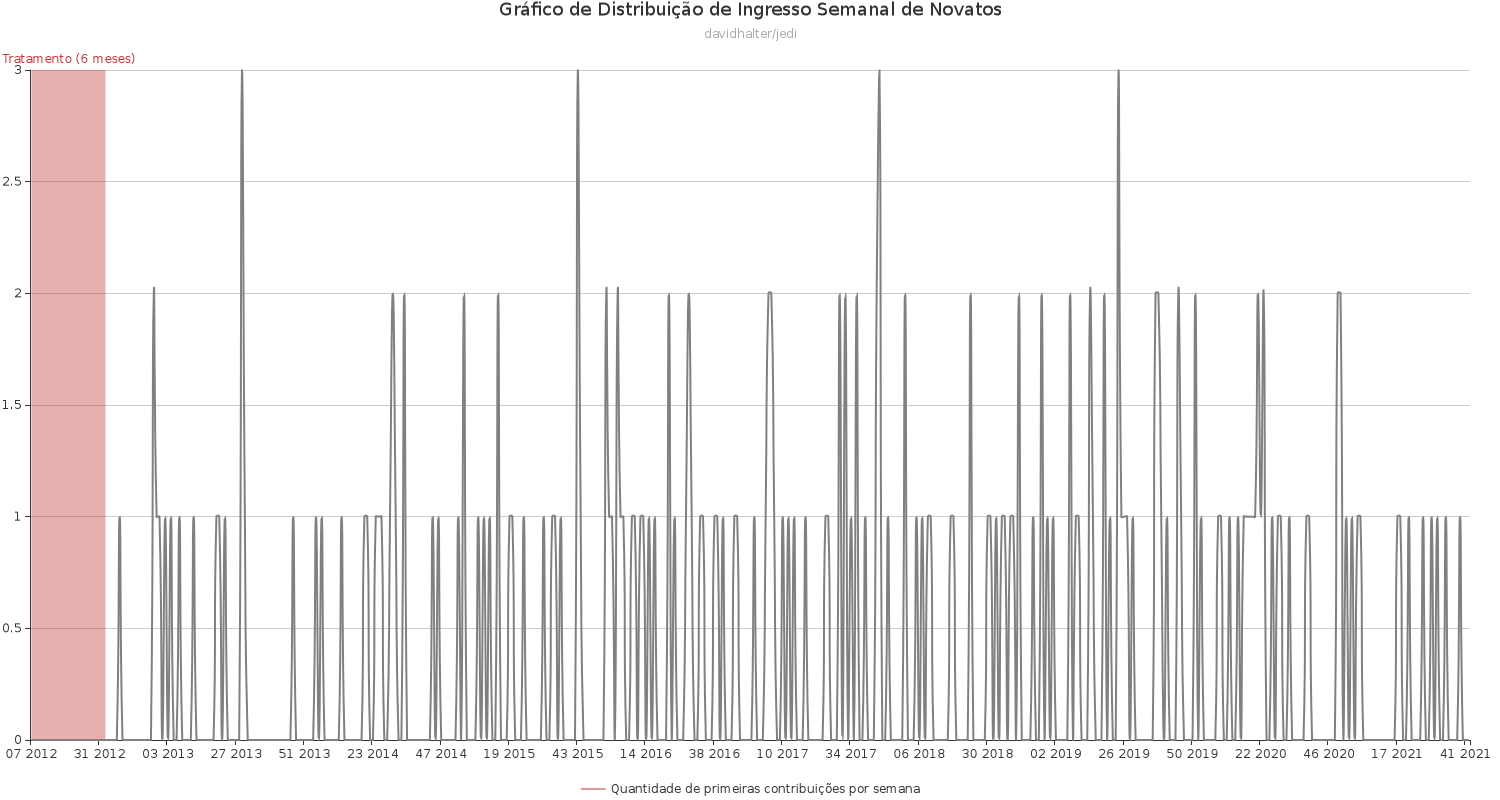 Gráfico de Distribuição de Ingresso Semanal de Novatos
davidhalter/jedi
Tratamento (6 meses)
3
2.5
2
1.5
1
0.5
0
07 2012 31 2012 03 2013 27 2013 51 2013 23 2014 47 2014 19 2015 43 2015 14 2016 38 2016 10 2017 34 2017 06 2018 30 2018 02 2019 26 2019 50 2019 22 2020 46 2020 17 2021 41 2021
Quantidade de primeiras contribuições por semana